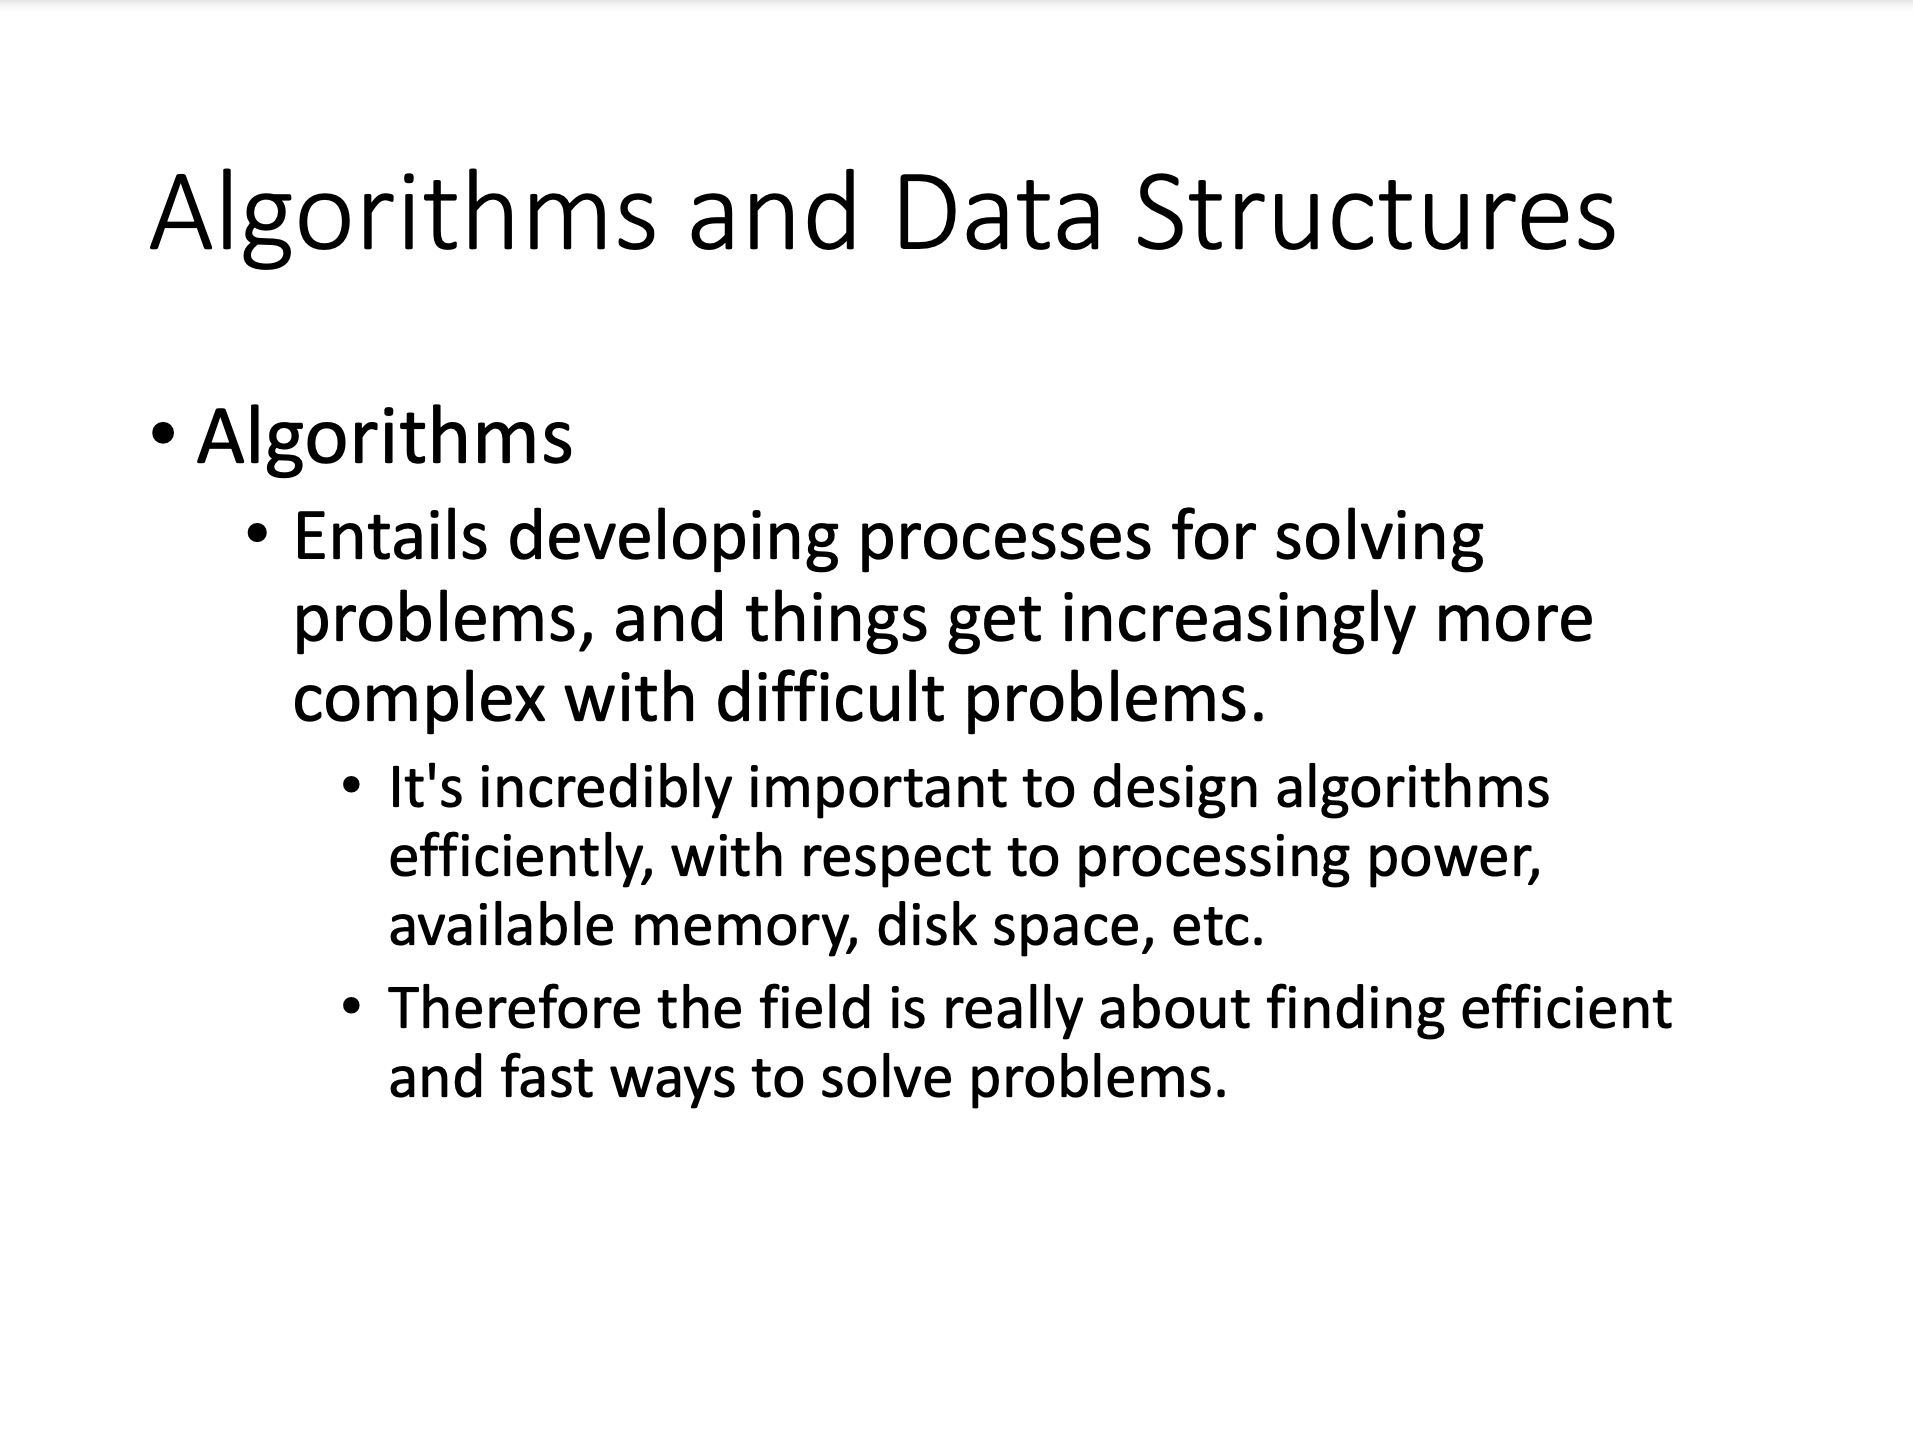 Algorithms and Data Structures
• Algorithms
• Entails developing processes for solving
problems, and things get increasingly more
complex with difficult problems.
• It's incredibly important to design algorithms
efficiently, with respect to processing power,
available memory, disk space, etc.
• Therefore the field is really about finding efficient
and fast ways to solve problems.